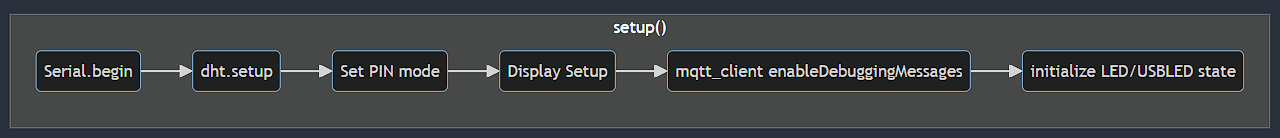 setup()
Serial.begin
dht.setup
Set PIN mode
Display Setup
mqtt_client enableDebuggingMessages
initialize LED/USBLED state